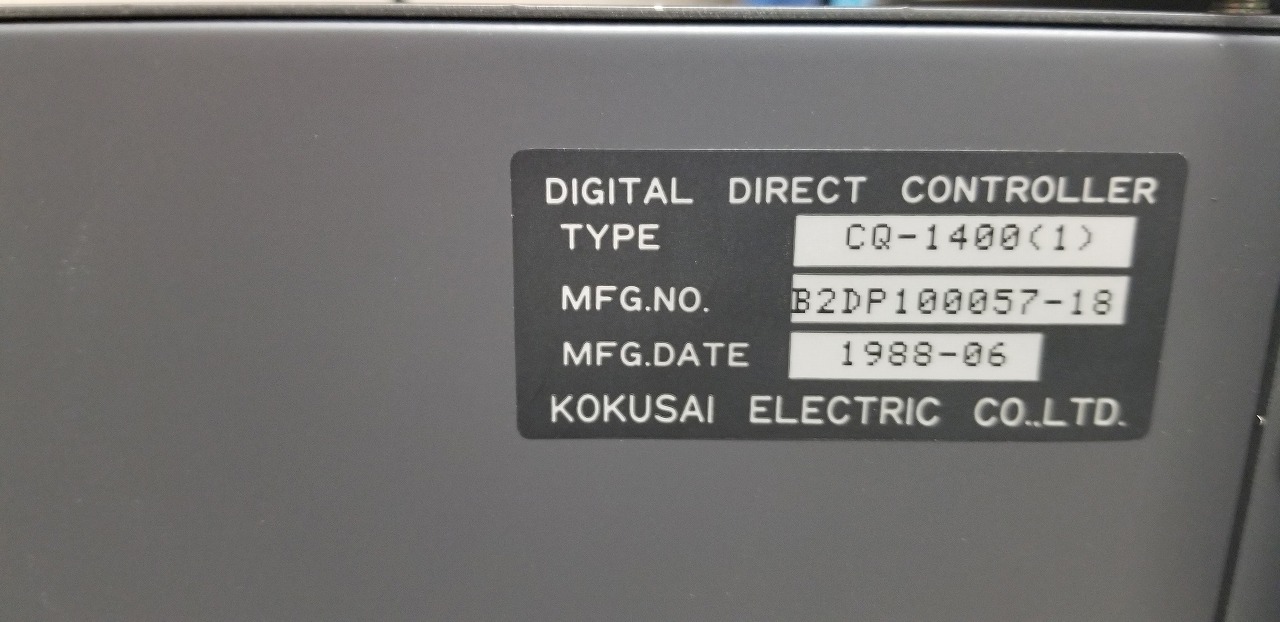 DIGITAL DIRECT CONTROLLER
TYPE CQ-1400(1)
MFG.NO. B2DP100057-18
MFG.DATE 1988-06
KOKUSAI ELECTRIC CO.,LTD.